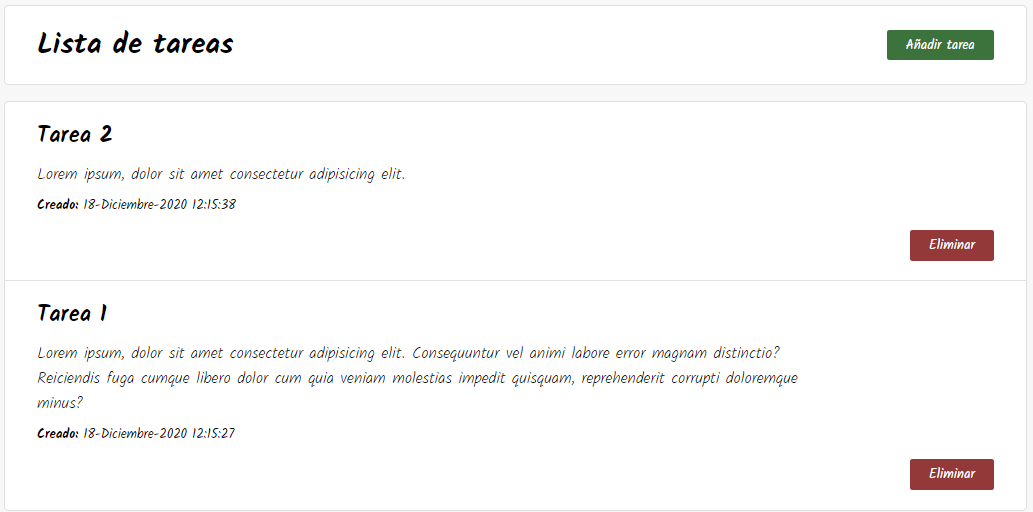 Lista de tareas
Añadir tarea
Tarea 2
Lorem ipsum, dolor sit amet consectetur adipisicing elit.
Creado: 18-Diciembre-2020 12:15:38
Eliminar
Tarea 1
Lorem ipsum, dolor sit amet consectetur adipisicing elit. Consequuntur vel animi labore error magnam distinctio?
Reiciendis fuga cumque libero dolor cum quia veniam molestias impedit quisquam, reprehenderit corrupti doloremque
minus?
Creado: 18-Diciembre-2020 12:15:27
Eliminar